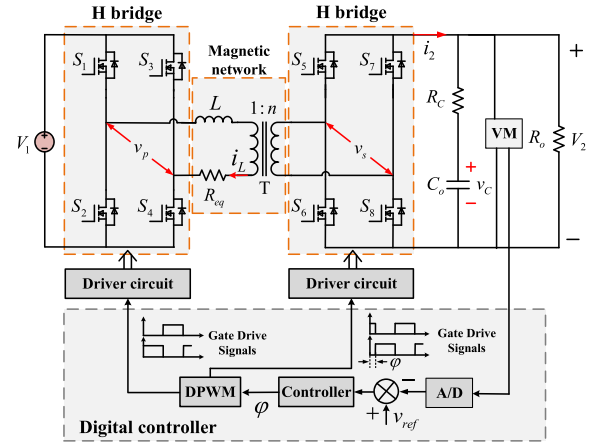 H bridge
H bridge
Magnetic
network
S1
S3
S5
S7
i2
+
L
1:n
RC
VM
Ro
V2
V1
vp
vs
iL
Req
T
+
Co
vC
−
S2
S4
S6
S8
−
Driver circuit
Driver circuit
Gate Drive
Signals
Gate Drive
Signals
φ
DPWM
φ
Controller
−
+
vref
A/D
Digital controller